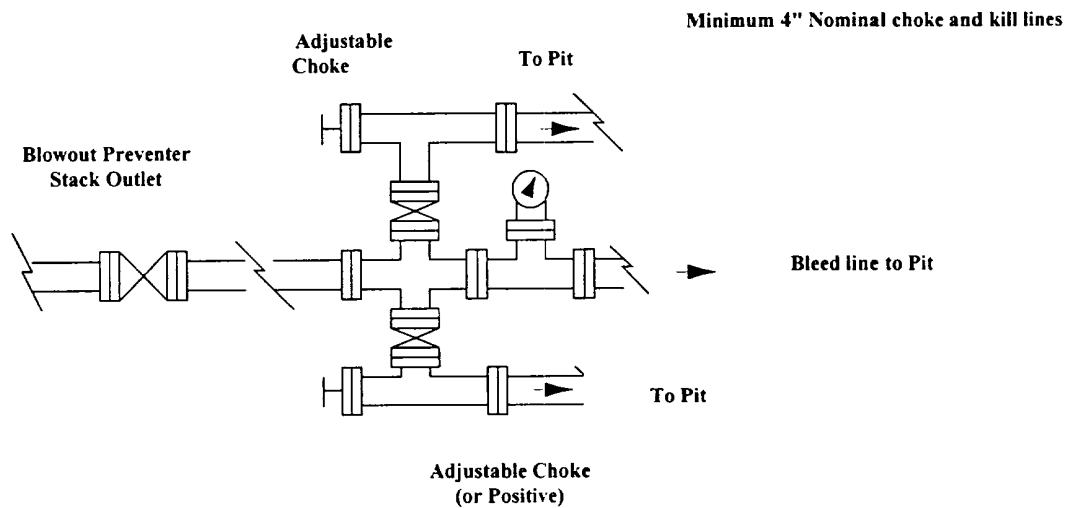 Minimum 4" Nominal choke and kill lines
Adjustable
Choke
To Pit
Blowout Preventer
Stack Outlet
Bleed line to Pit
To Pit
Adjustable Choke
(or Positive)